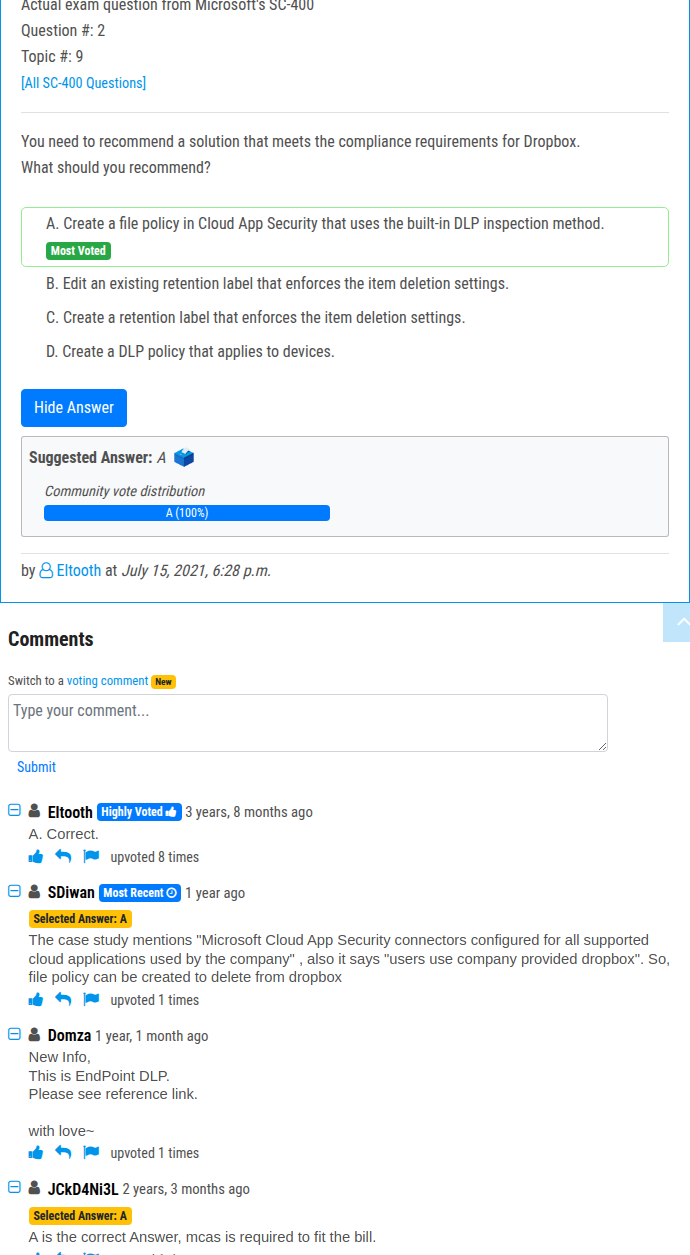 Actual exam question from Microsoft's SC-400
Question #: 2
Topic #: 9
[All SC-400 Questions]
You need to recommend a solution that meets the compliance requirements for Dropbox.
What should you recommend?
A. Create a file policy in Cloud App Security that uses the built-in DLP inspection method.
Most Voted
B. Edit an existing retention label that enforces the item deletion settings.
C. Create a retention label that enforces the item deletion settings.
D. Create a DLP policy that applies to devices.
Hide Answer
Suggested Answer: A
Community vote distribution
A (100%)
by Eltooth at July 15, 2021, 6:28 p.m.
Comments
Switch to a voting comment New
Type your comment...
Submit
Eltooth Highly Voted 3 years, 8 months ago
A. Correct.
upvoted 8 times
SDiwan Most Recent 1 year ago
Selected Answer: A
The case study mentions "Microsoft Cloud App Security connectors configured for all supported
cloud applications used by the company" , also it says "users use company provided dropbox". So,
file policy can be created to delete from dropbox
upvoted 1 times
Domza 1 year, 1 month ago
New Info,
This is EndPoint DLP.
Please see reference link.
with love~
upvoted 1 times
JCkD4Ni3L 2 years, 3 months ago
Selected Answer: A
A is the correct Answer, mcas is required to fit the bill.